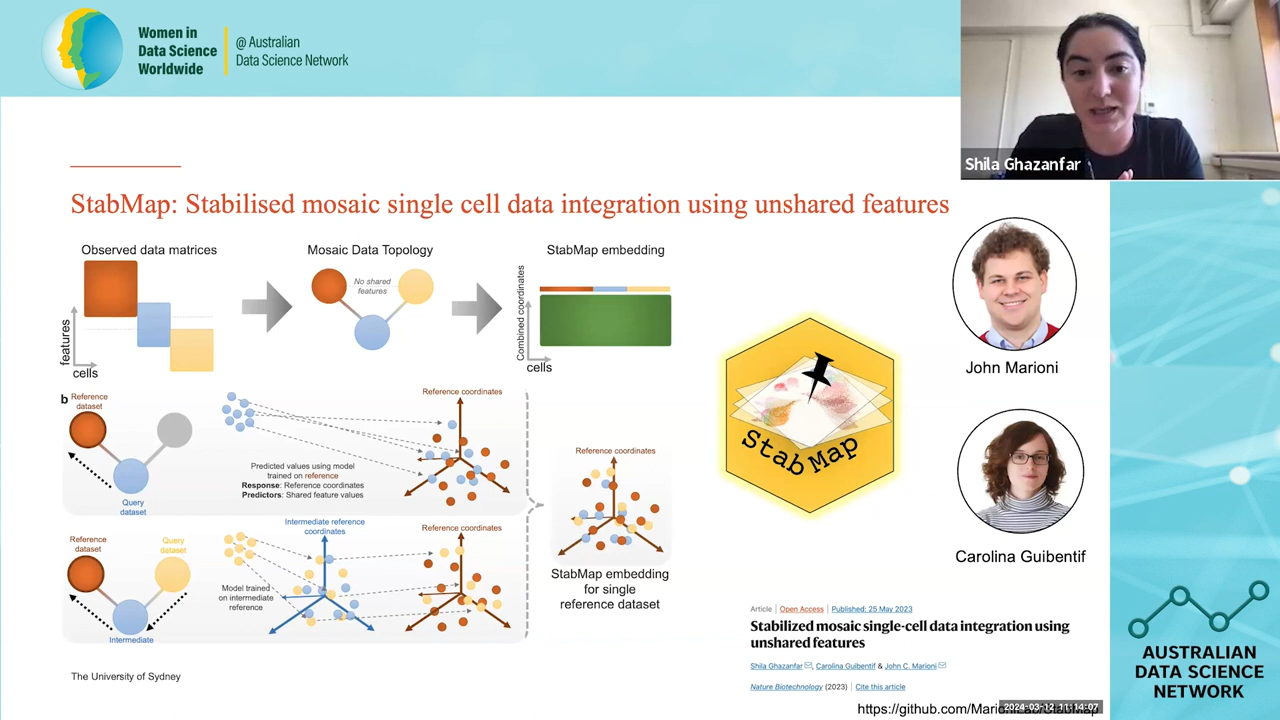 Women in
Data Science
Worldwide
@ Australian
Data Science Network
Shila Ghazanfar
StabMap: Stabilised mosaic single cell data integration using unshared features
Observed data matrices
Mosaic Data Topology
StabMap embedding
features
cells
No shared
features
Combined coordinates
cells
b
Reference
dataset
Query
dataset
Predicted values using model
trained on reference
Response: Reference coordinates
Predictors: Shared feature values
Reference coordinates
Reference
dataset
Query
dataset
Intermediate
Model trained
on intermediate
reference
Intermediate reference
coordinates
Reference coordinates
Reference coordinates
StabMap embedding
for single
reference dataset
StabMap
John Marioni
Carolina Guibentif
Article | Open Access | Published: 25 May 2023
Stabilized mosaic single-cell data integration using
unshared features
Shila Ghazanfar, Carolina Guibentif & John C. Marioni
Nature Biotechnology (2023) | Cite this article
The University of Sydney
https://github.com/MarioniLab/StabMap
2024-03-12 11:14:07
AUSTRALIAN
DATA SCIENCE
NETWORK